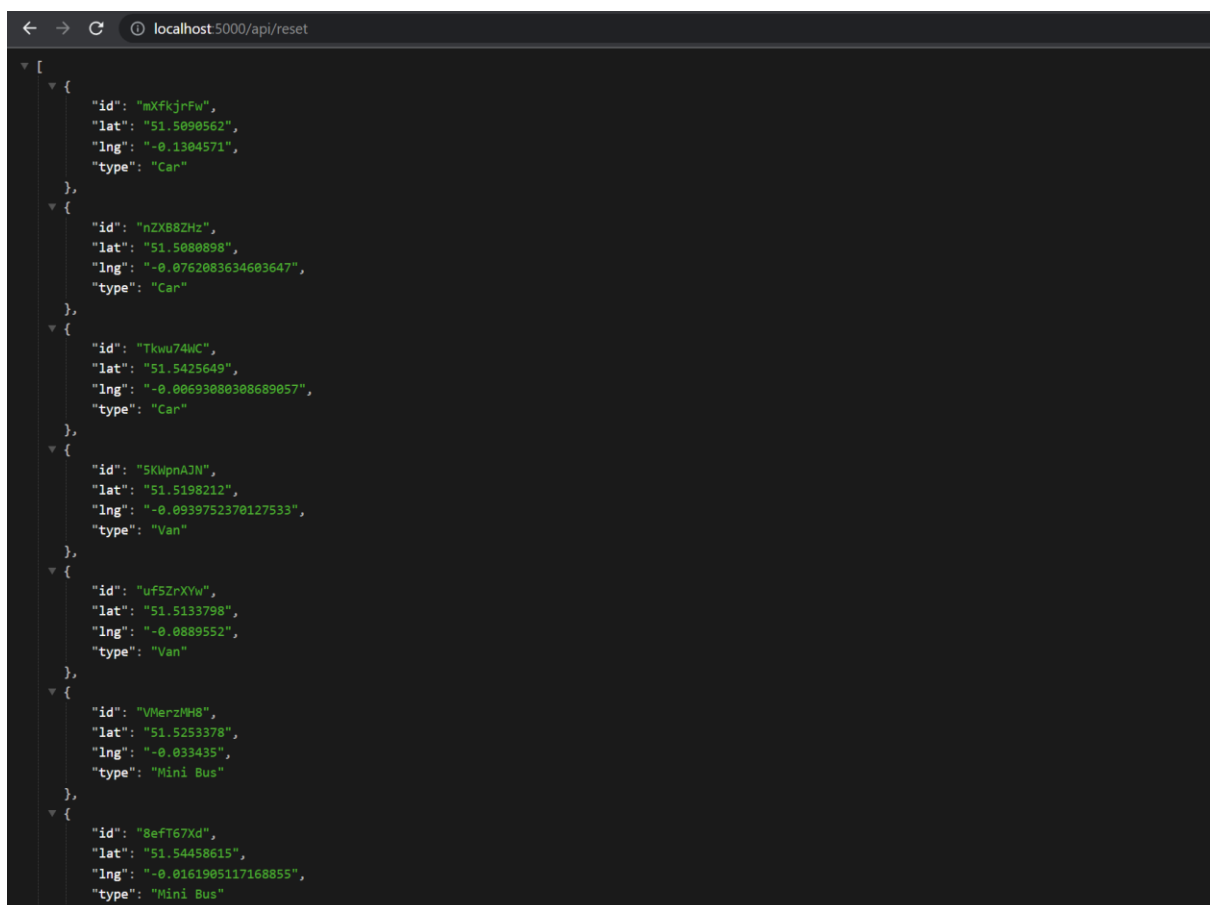 localhost:5000/api/reset
[
{
"id": "mXfkjrFw",
"lat": "51.5090562",
"lng": "-0.1304571",
"type": "Car"
},
{
"id": "nZXB8ZHz",
"lat": "51.5080898",
"lng": "-0.0762083634603647",
"type": "Car"
},
{
"id": "Tkwu74WC",
"lat": "51.5425649",
"lng": "-0.00693080308689057",
"type": "Car"
},
{
"id": "5KWpnAJN",
"lat": "51.5198212",
"lng": "-0.0939752370127533",
"type": "Van"
},
{
"id": "uf5ZrXYw",
"lat": "51.5133798",
"lng": "-0.0889552",
"type": "Van"
},
{
"id": "VMerzMH8",
"lat": "51.5253378",
"lng": "-0.033435",
"type": "Mini Bus"
},
{
"id": "8efT67Xd",
"lat": "51.54458615",
"lng": "-0.0161905117168855",
"type": "Mini Bus"